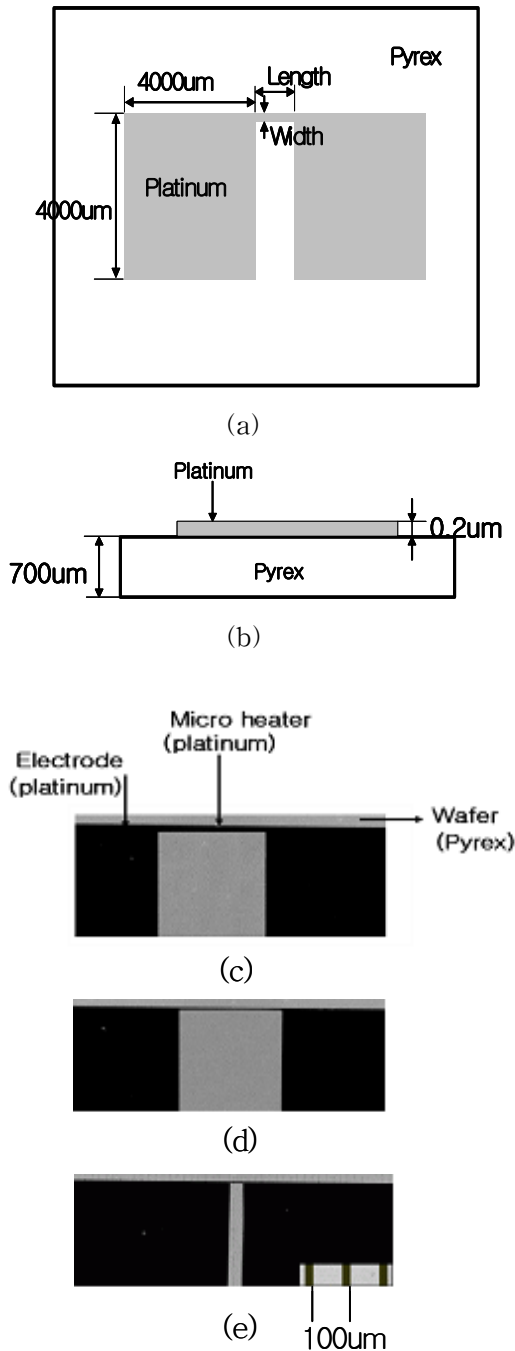 Pyrex
4000um
Length
Width
Platinum
4000um
(a)
Platinum
0.2um
700um
Pyrex
(b)
Micro heater
(platinum)
Electrode
(platinum)
Wafer
(Pyrex)
(c)
(d)
(e)
100um